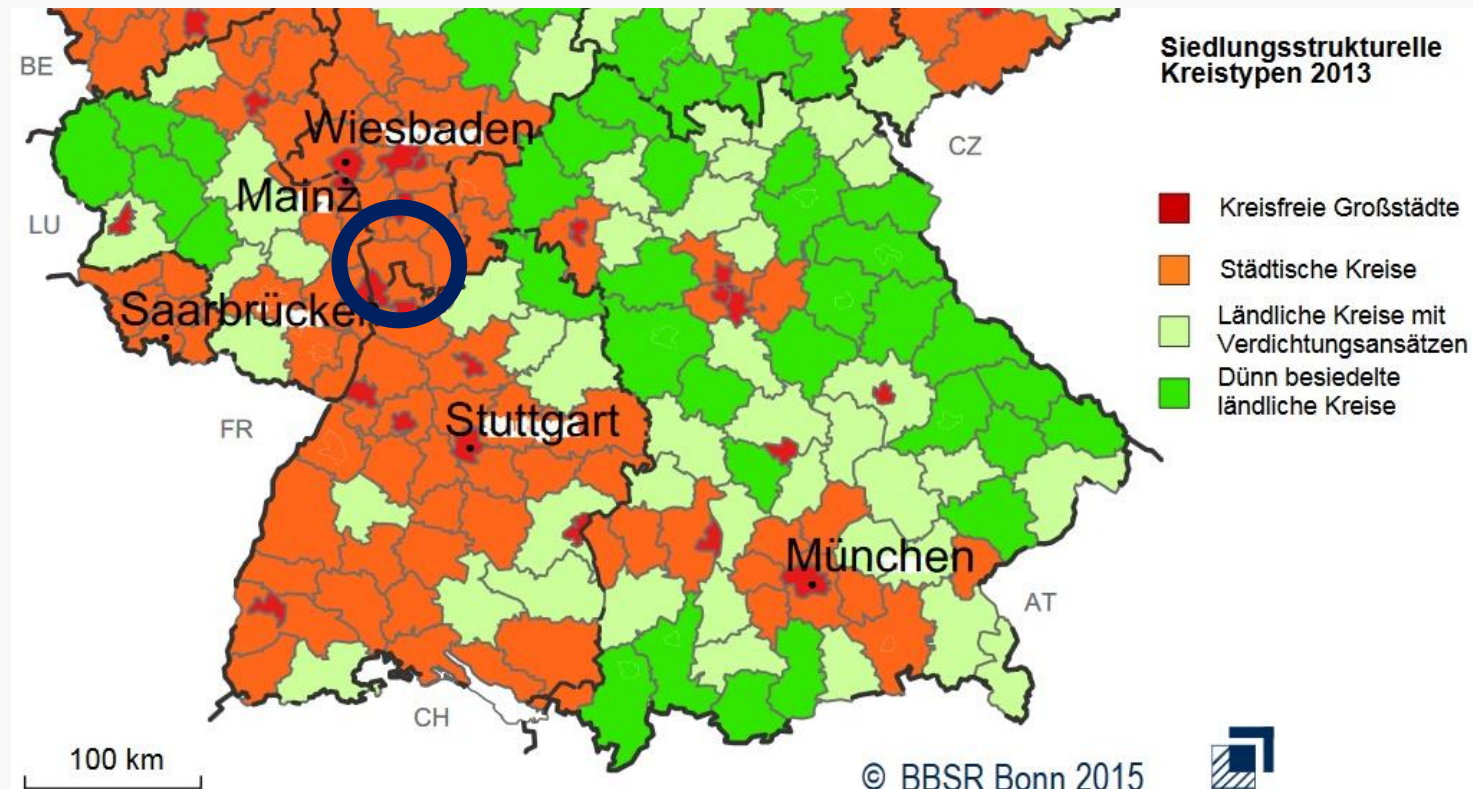 Siedlungsstrukturelle
Kreistypen 2013
BE
Wiesbaden
CZ
Mainz
LU
Kreisfreie Großstädte
Städtische Kreise
Saarbrücken
Ländliche Kreise mit
Verdichtungsansätzen
Dünn besiedelte
ländliche Kreise
FR
Stuttgart
München
AT
CH
100 km
© BBSR Bonn 2015